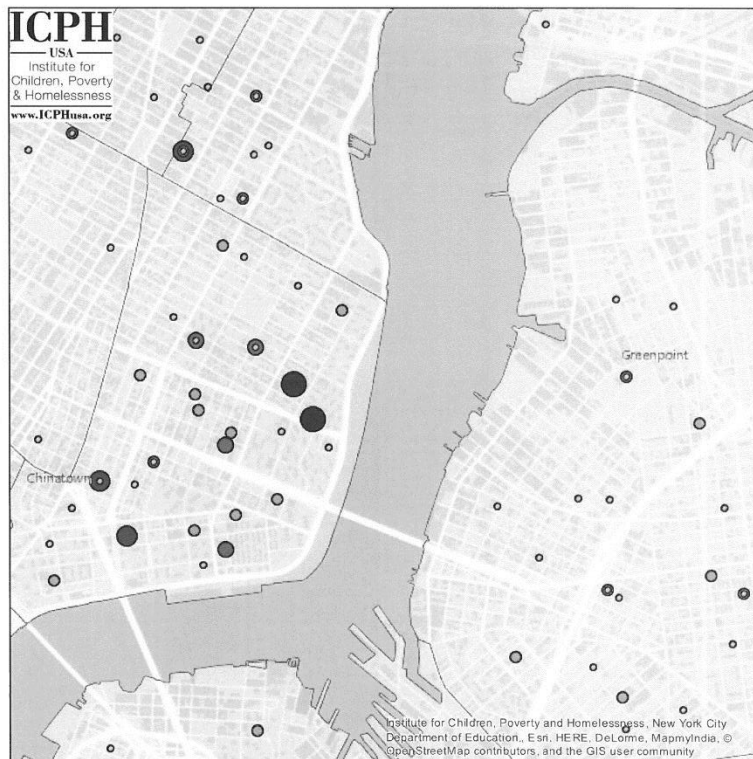 ICPH
USA
Institute for
Children, Poverty
& Homelessness
www.ICPHusa.org
Greenpoint
Chinatown
Institute for Children, Poverty and Homelessness, New York City
Department of Education,, Esri, HERE, DeLorme, MapmyIndia, ©
OpenStreetMap contributors, and the GIS user community